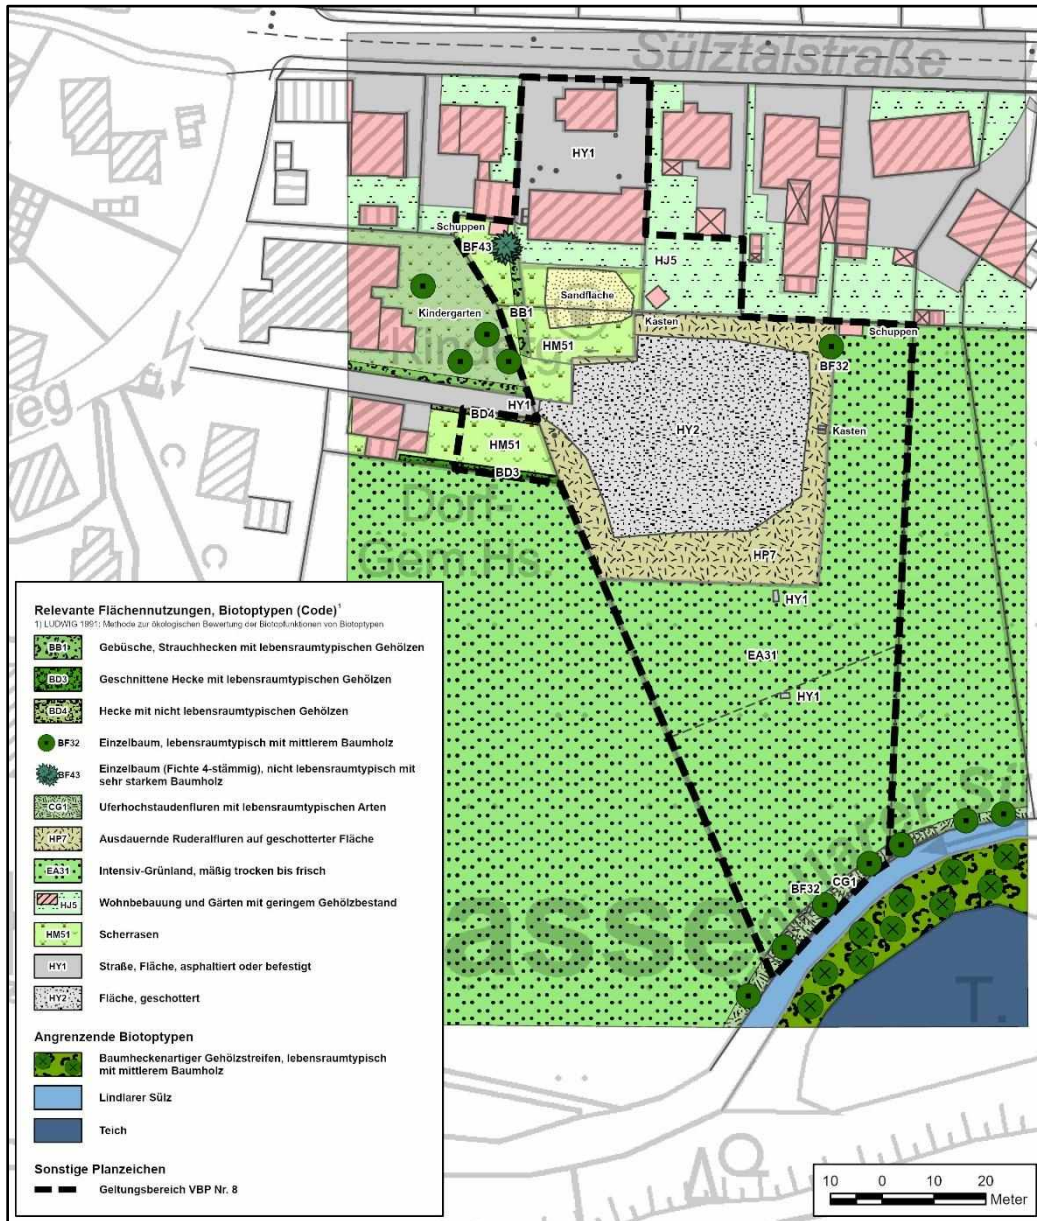 Sülztalstraße
HY1
Schuppen
BF43
HJ5
Sandfläche
Kindergarten
BB1
Kasten
Schuppen
HM51
BF32
HY1
BD4
HY2
Kasten
HM51
BD3
Dorf-
Gem.Hs.
HP7
HY1
EA31
HY1
BF32
CG1
T.
Relevante Flächennutzungen, Biotoptypen (Code)¹
1) LUDWIG 1991: Methode zur ökologischen Bewertung der Biotopfunktionen von Biotoptypen
BB1 Gebüsche, Strauchhecken mit lebensraumtypischen Gehölzen
BD3 Geschnittene Hecke mit lebensraumtypischen Gehölzen
BD4 Hecke mit nicht lebensraumtypischen Gehölzen
BF32 Einzelbaum, lebensraumtypisch mit mittlerem Baumholz
BF43 Einzelbaum (Fichte 4-stämmig), nicht lebensraumtypisch mit
sehr starkem Baumholz
CG1 Uferhochstaudenfluren mit lebensraumtypischen Arten
HP7 Ausdauernde Ruderalfluren auf geschotterter Fläche
EA31 Intensiv-Grünland, mäßig trocken bis frisch
HJ5 Wohnbebauung und Gärten mit geringem Gehölzbestand
HM51 Scherrasen
HY1 Straße, Fläche, asphaltiert oder befestigt
HY2 Fläche, geschottert
Angrenzende Biotoptypen
Baumheckenartiger Gehölzstreifen, lebensraumtypisch
mit mittlerem Baumholz
Lindlarer Sülz
Teich
Sonstige Planzeichen
Geltungsbereich VBP Nr. 8
10 0 10 20
Meter